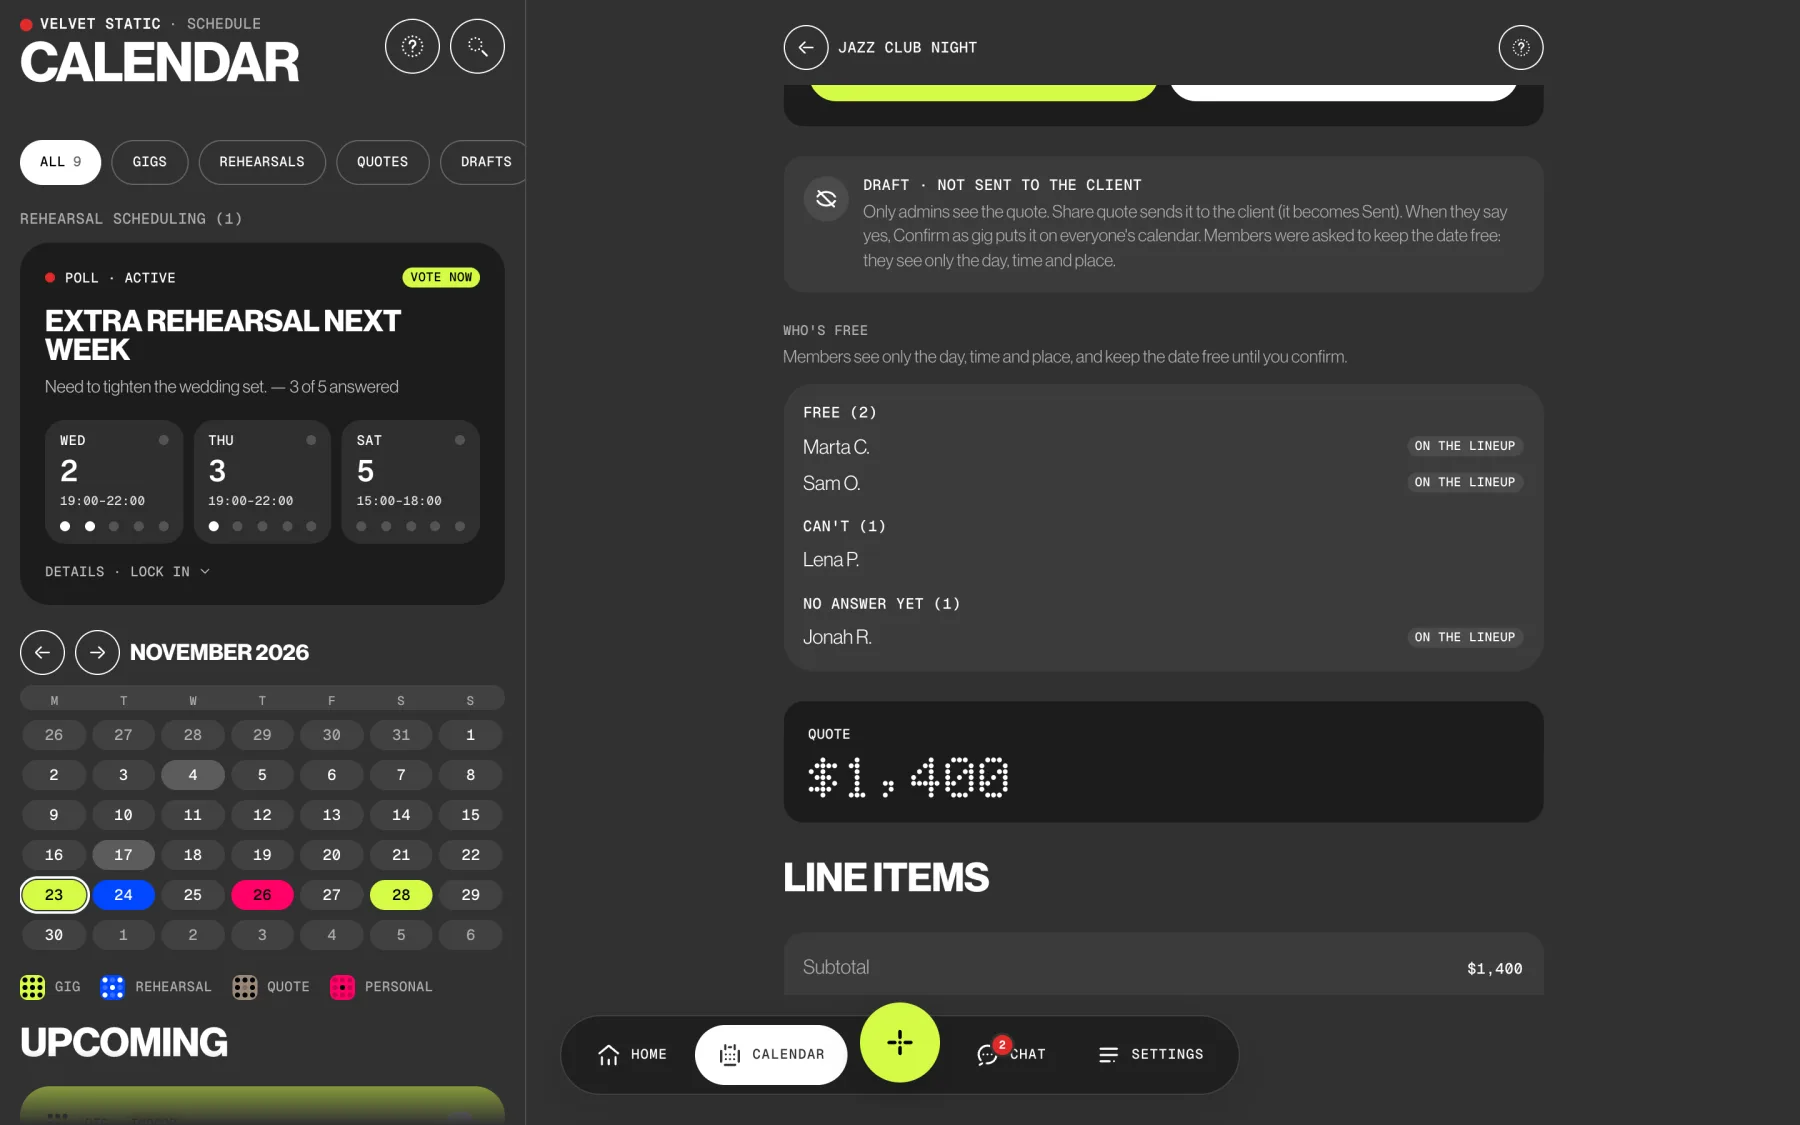 VELVET STATIC · SCHEDULE
CALENDAR
ALL 9
GIGS
REHEARSALS
QUOTES
DRAFTS
REHEARSAL SCHEDULING (1)
POLL · ACTIVE
VOTE NOW
EXTRA REHEARSAL NEXT
WEEK
Need to tighten the wedding set. — 3 of 5 answered
WED
2
19:00–22:00
THU
3
19:00–22:00
SAT
5
15:00–18:00
DETAILS · LOCK IN
NOVEMBER 2026
M T W T F S S
26 27 28 29 30 31 1
2 3 4 5 6 7 8
9 10 11 12 13 14 15
16 17 18 19 20 21 22
23 24 25 26 27 28 29
30 1 2 3 4 5 6
GIG
REHEARSAL
QUOTE
PERSONAL
UPCOMING
JAZZ CLUB NIGHT
DRAFT · NOT SENT TO THE CLIENT
Only admins see the quote. Share quote sends it to the client (it becomes Sent). When they say
yes, Confirm as gig puts it on everyone's calendar. Members were asked to keep the date free:
they see only the day, time and place.
WHO'S FREE
Members see only the day, time and place, and keep the date free until you confirm.
FREE (2)
Marta C.
ON THE LINEUP
Sam O.
ON THE LINEUP
CAN'T (1)
Lena P.
NO ANSWER YET (1)
Jonah R.
ON THE LINEUP
QUOTE
$1,400
LINE ITEMS
Subtotal
$1,400
HOME
CALENDAR
2
CHAT
SETTINGS